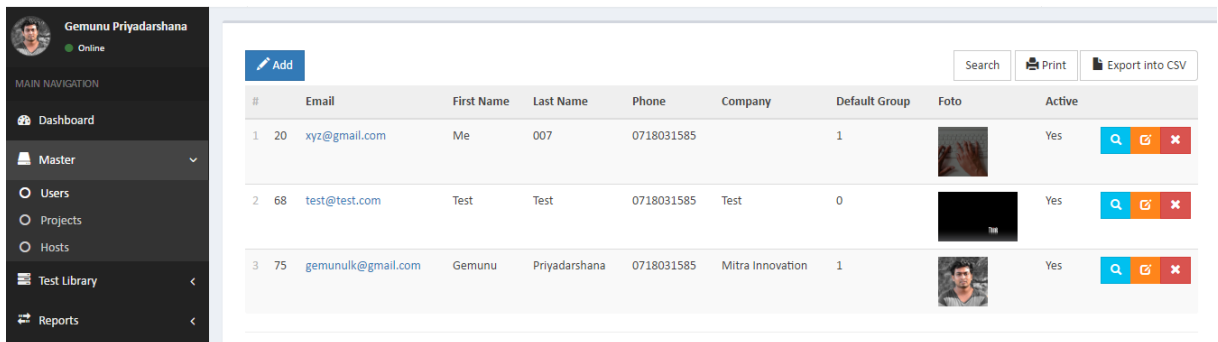 Gemunu Priyadarshana
Online
MAIN NAVIGATION
Dashboard
Master
Users
Projects
Hosts
Test Library
Reports
Add
Search Print Export into CSV
# Email First Name Last Name Phone Company Default Group Foto Active
1 20 xyz@gmail.com Me 007 0718031585 1 Yes
2 68 test@test.com Test Test 0718031585 Test 0 Yes
3 75 gemunulk@gmail.com Gemunu Priyadarshana 0718031585 Mitra Innovation 1 Yes